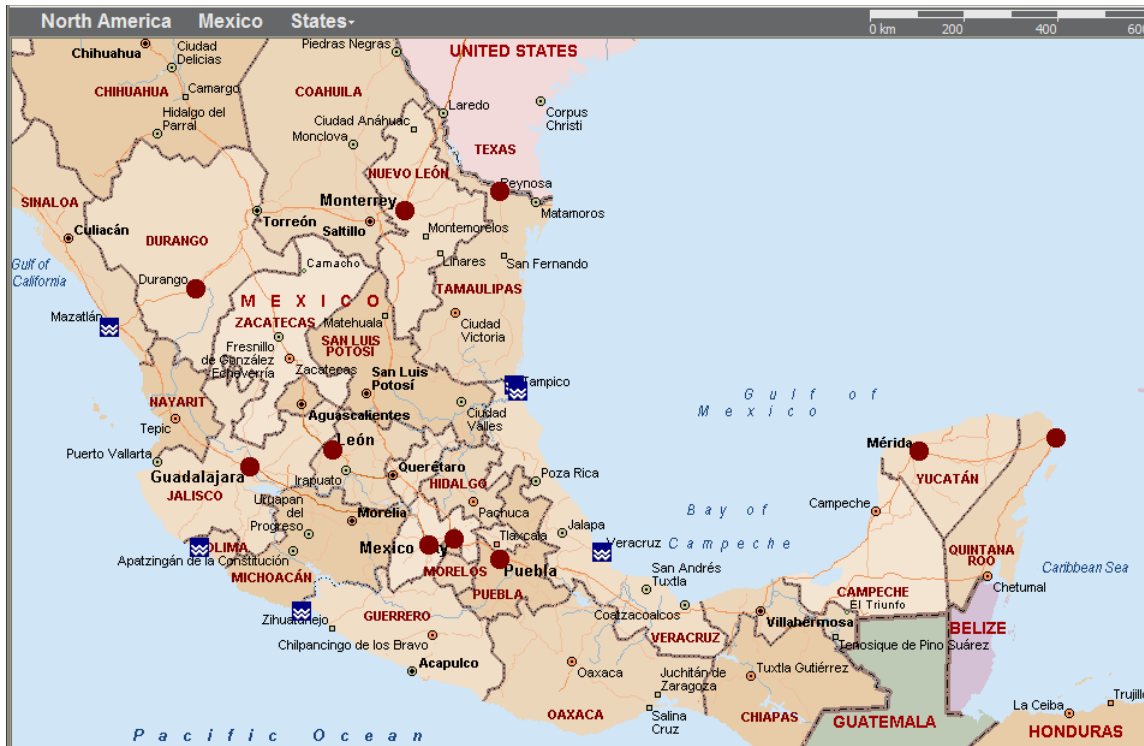 North America Mexico States
0 km 200 400 600
Chihuahua
Ciudad
Delicias
Piedras Negras
UNITED STATES
CHIHUAHUA
Camargo
COAHUILA
Hidalgo del
Parral
Ciudad Anáhuac
Monclova
Laredo
Corpus
Christi
TEXAS
NUEVO LEÓN
Reynosa
SINALOA
Monterrey
Matamoros
Torreón
Saltillo
Culiacán
DURANGO
Montemorelos
Linares
San Fernando
Gulf of
California
Camacho
Durango
TAMAULIPAS
MEXICO
Mazatlán
ZACATECAS
Matehuala
Ciudad
Victoria
Fresnillo
de González
Echeverría
SAN LUIS
POTOSÍ
Zacatecas
San Luis
Potosí
Tampico
NAYARIT
Aguascalientes
Ciudad
Valles
Gulf of
Mexico
Tepic
León
Mérida
Puerto Vallarta
Guadalajara
Irapuato
Querétaro
Poza Rica
YUCATÁN
JALISCO
HIDALGO
Uruapan
del
Progreso
Pachuca
Campeche
Morelia
Jalapa
Bay of
Campeche
Tlaxcala
Mexico
Veracruz
OLIMA
Apatzingán de la Constitución
MICHOACÁN
MORELOS
Puebla
PUEBLA
San Andrés
Tuxtla
QUINTANA
ROO
Caribbean Sea
Chetumal
CAMPECHE
El Triunfo
Zihuatanejo
GUERRERO
Coatzacoalcos
Villahermosa
BELIZE
Chilpancingo de los Bravo
VERACRUZ
Tenosique de Pino Suárez
Acapulco
Oaxaca
Juchitán de
Zaragoza
Tuxtla Gutiérrez
OAXACA
Salina
Cruz
CHIAPAS
GUATEMALA
La Ceiba
Trujillo
HONDURAS
Pacific Ocean